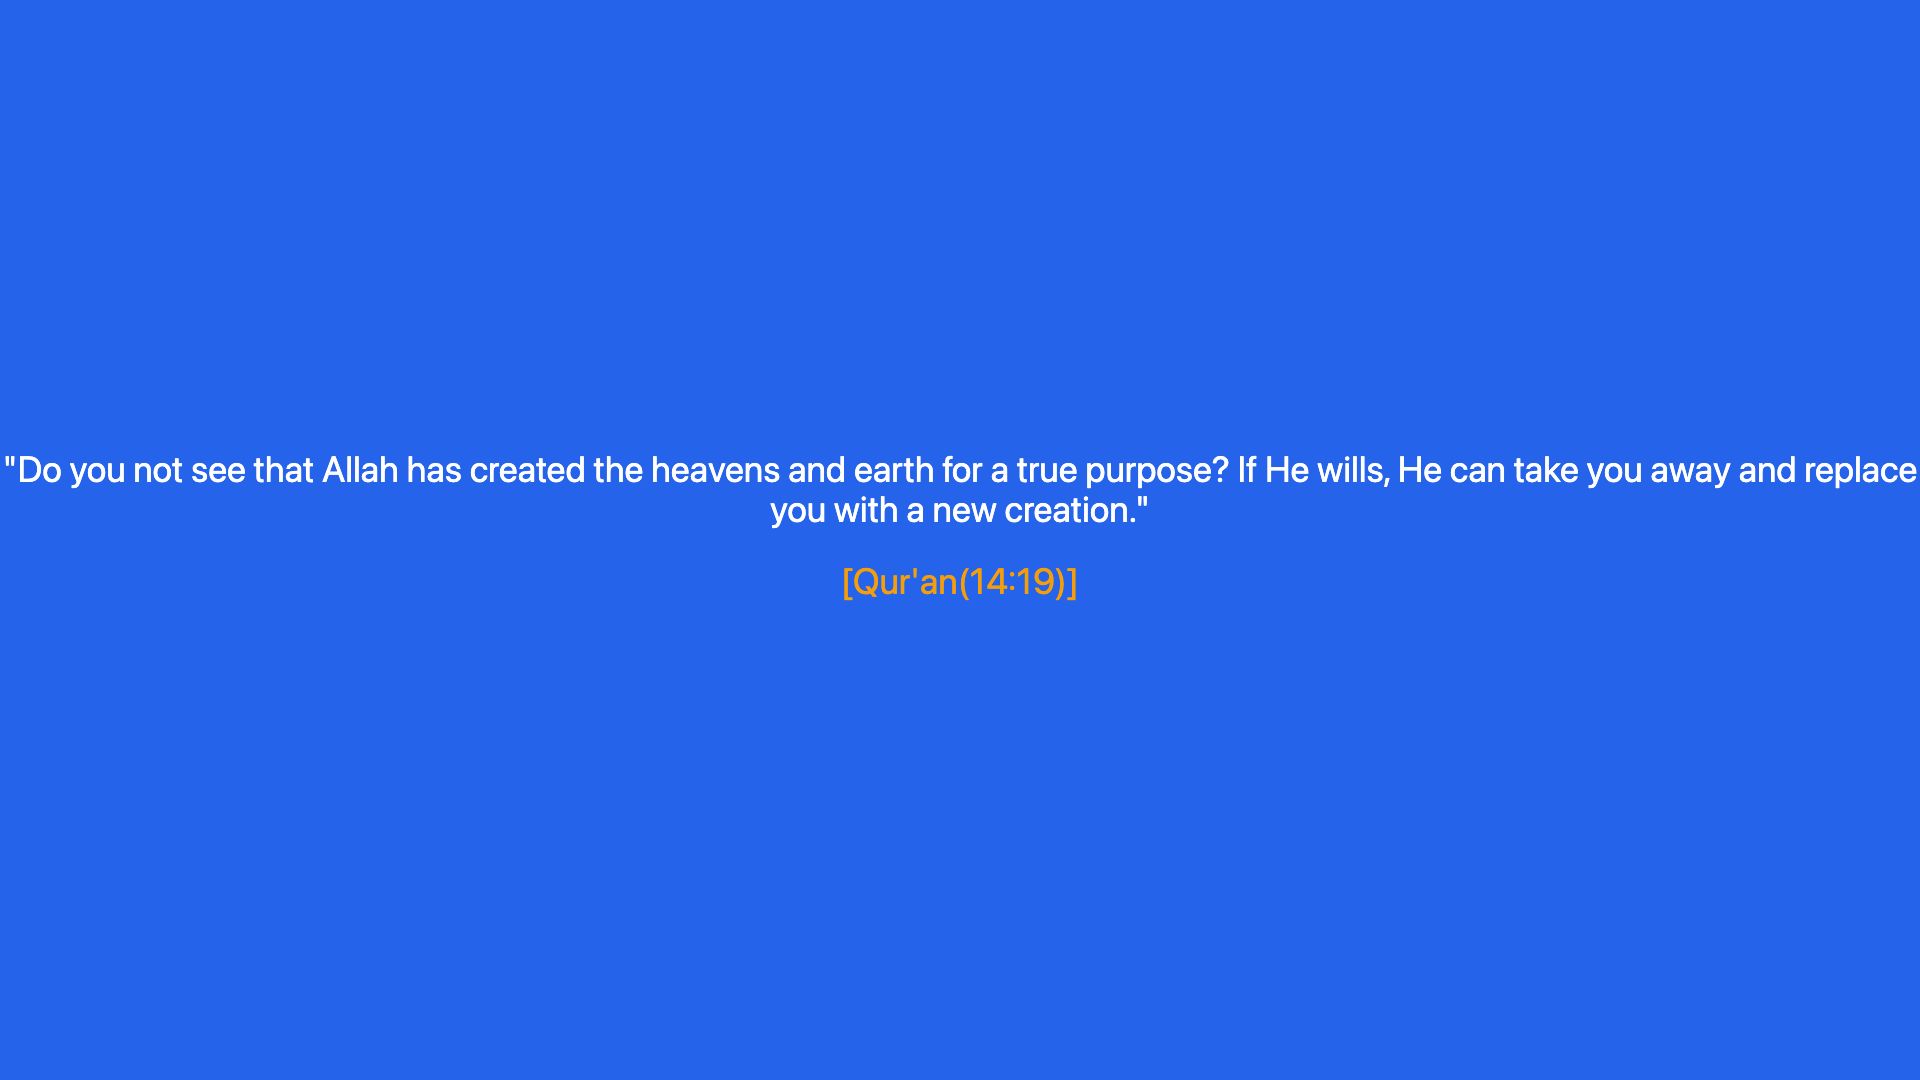 "Do you not see that Allah has created the heavens and earth for a true purpose? If He wills, He can take you away and replace
you with a new creation."
[Qur'an(14:19)]